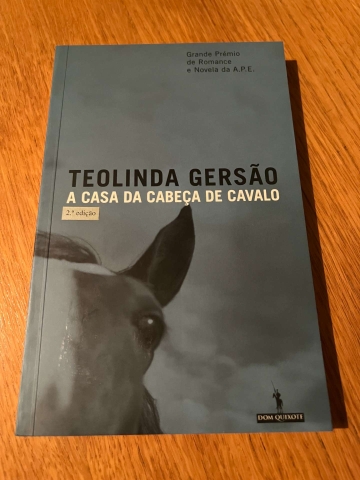 Grande Prémio
de Romance
e Novela da A.P.E.
TEOLINDA GERSÃO
A CASA DA CABEÇA DE CAVALO
2.ª edição
DOM QUIXOTE